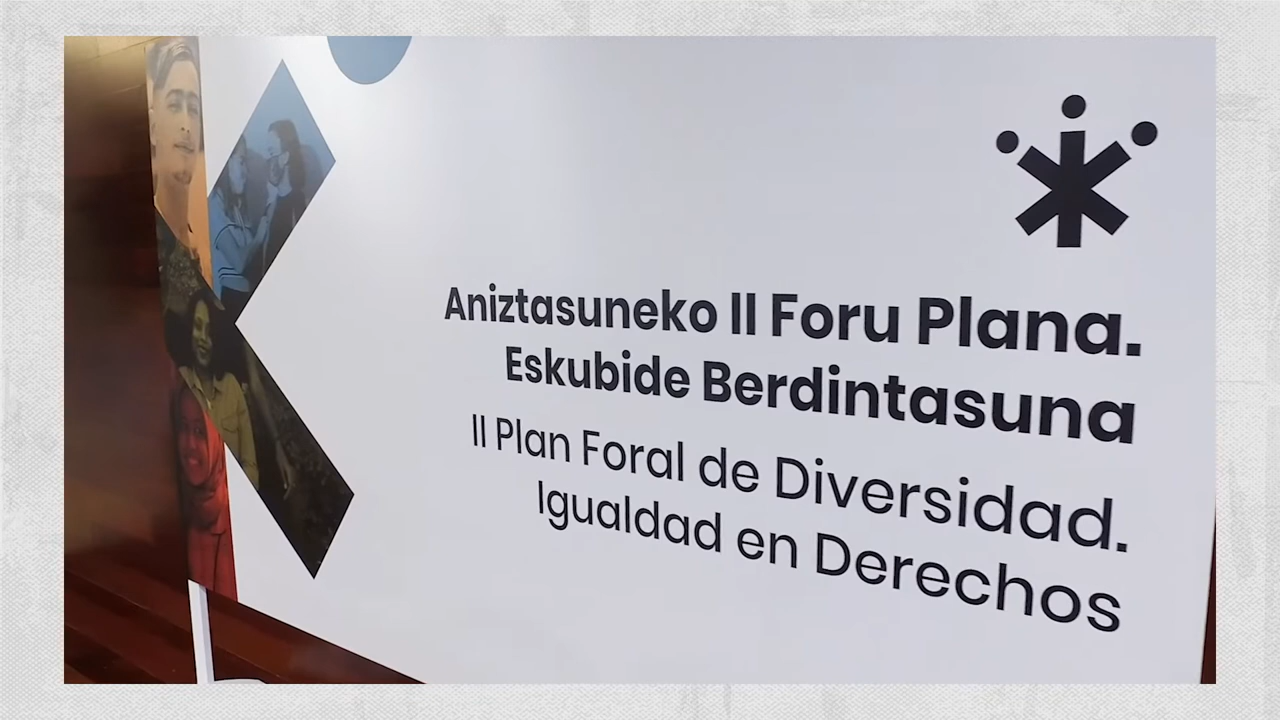 Aniztasuneko II Foru Plana.
Eskubide Berdintasuna
II Plan Foral de Diversidad.
Igualdad en Derechos